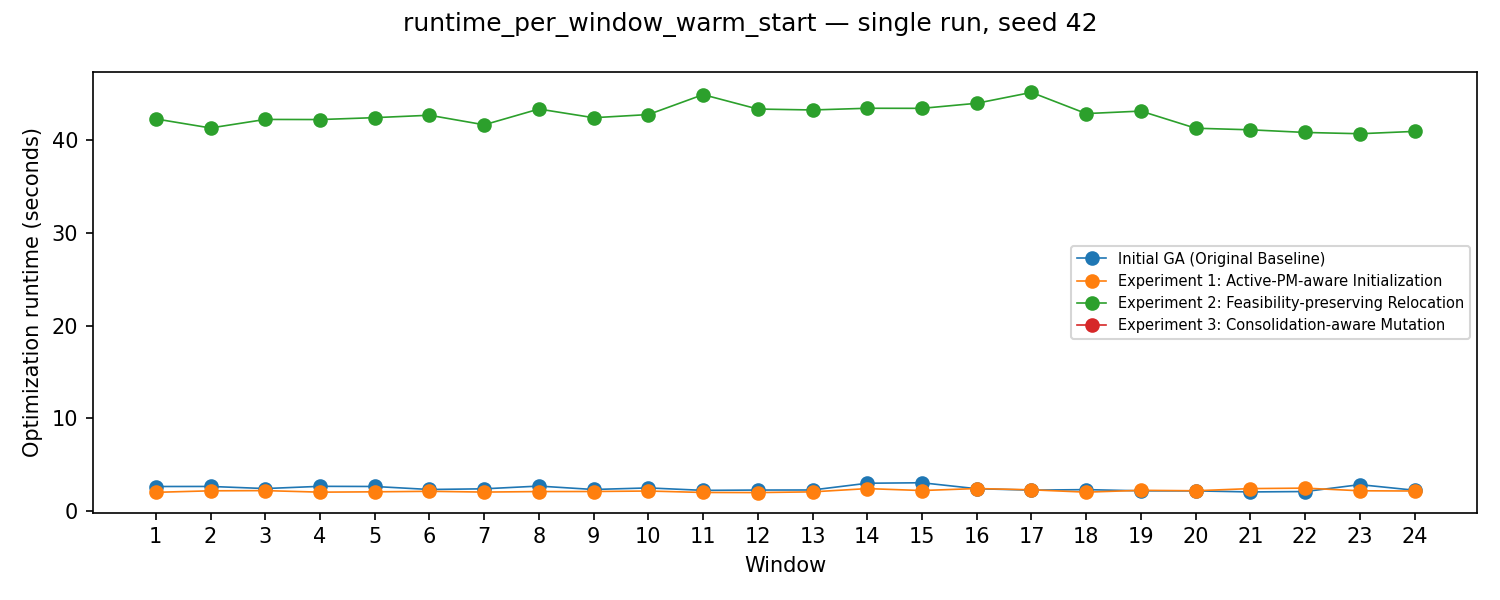 runtime_per_window_warm_start — single run, seed 42
Optimization runtime (seconds)
40
30
20
10
0
Initial GA (Original Baseline)
Experiment 1: Active-PM-aware Initialization
Experiment 2: Feasibility-preserving Relocation
Experiment 3: Consolidation-aware Mutation
1 2 3 4 5 6 7 8 9 10 11 12 13 14 15 16 17 18 19 20 21 22 23 24
Window